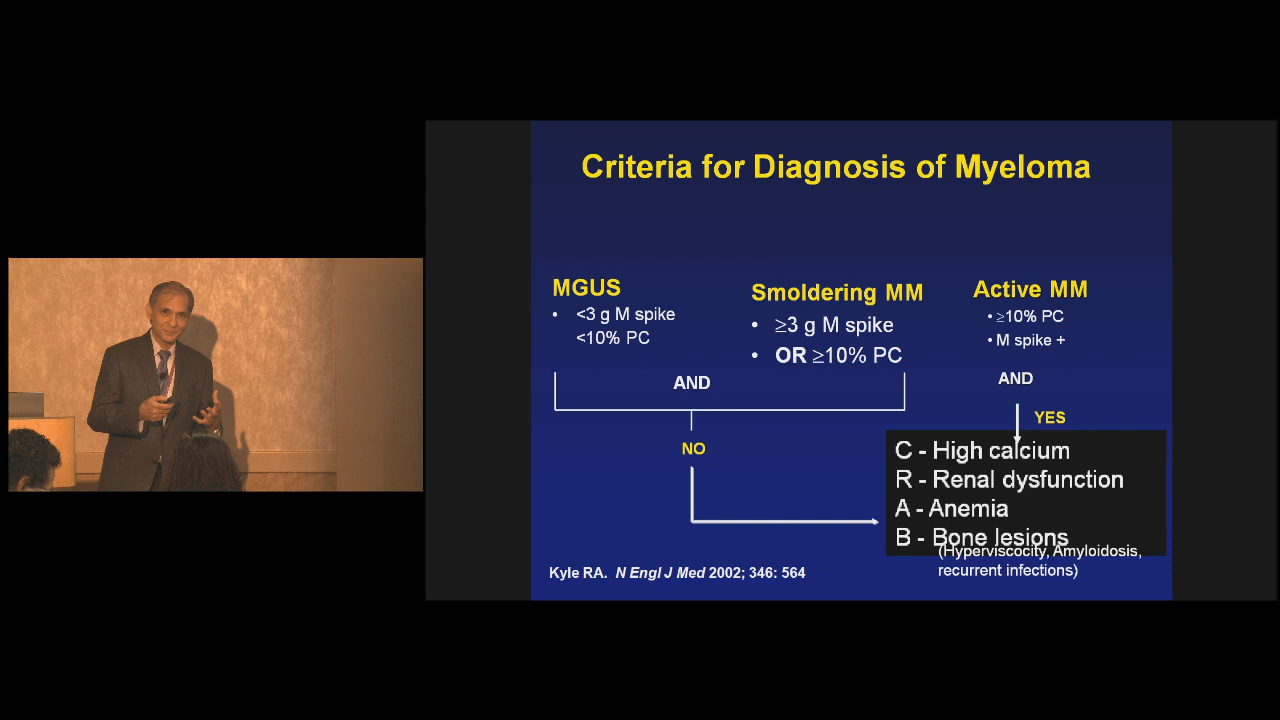 Criteria for Diagnosis of Myeloma
MGUS
• <3 g M spike
<10% PC
Smoldering MM
• ≥3 g M spike
• OR ≥10% PC
Active MM
• ≥10% PC
• M spike +
AND
AND
YES
NO
C - High calcium
R - Renal dysfunction
A - Anemia
B - Bone lesions
(Hyperviscocity, Amyloidosis,
recurrent infections)
Kyle RA. N Engl J Med 2002; 346: 564